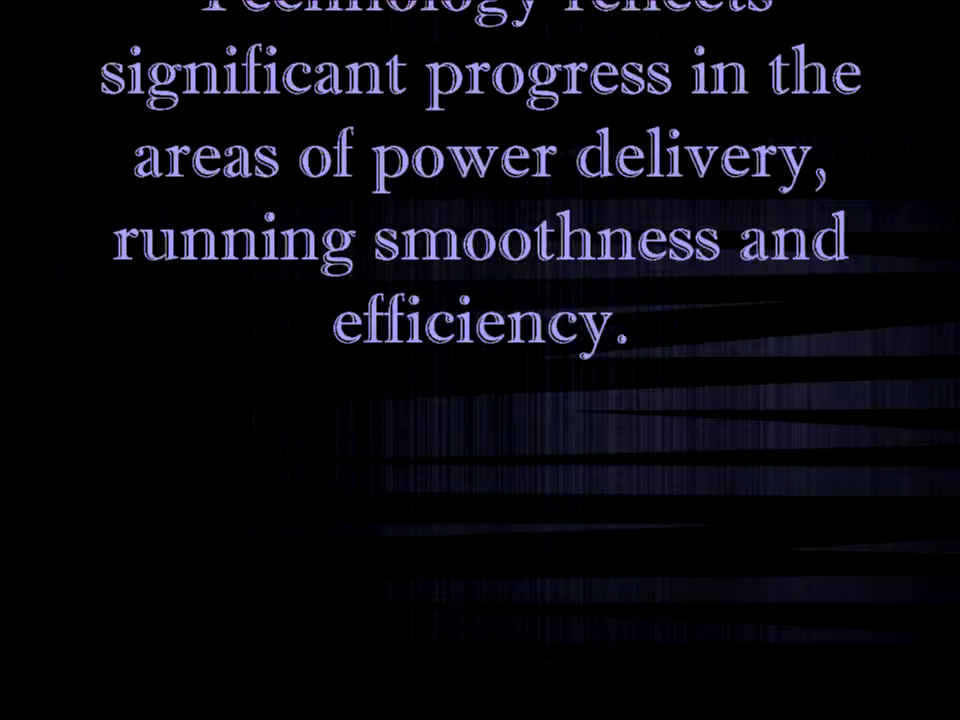 Technology reflects
significant progress in the
areas of power delivery,
running smoothness and
efficiency.